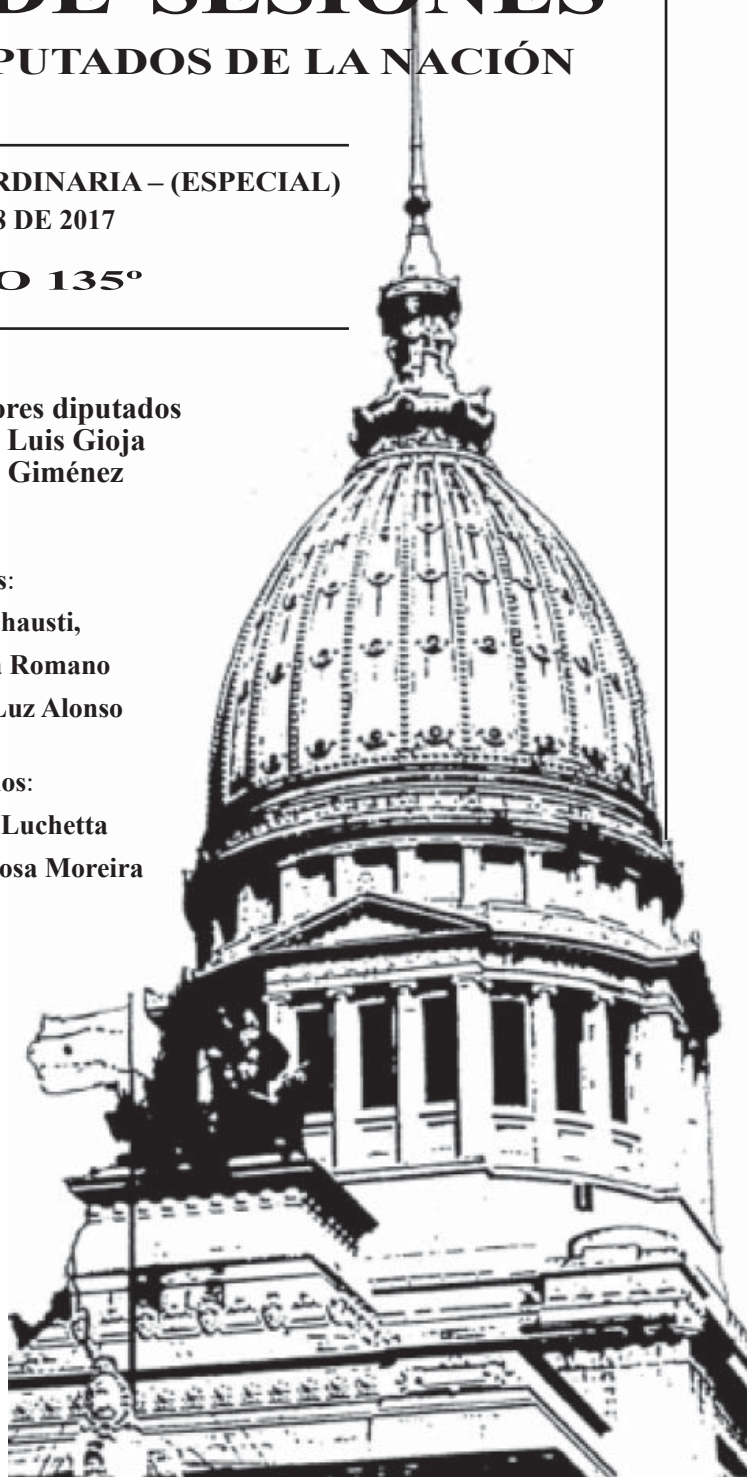 DE SESIONES
PUTADOS DE LA NACIÓN
RDINARIA – (ESPECIAL)
8 DE 2017
O 135º
ores diputados
Luis Gioja
Giménez
s:
hausti,
Romano
Luz Alonso
os:
Luchetta
osa Moreira